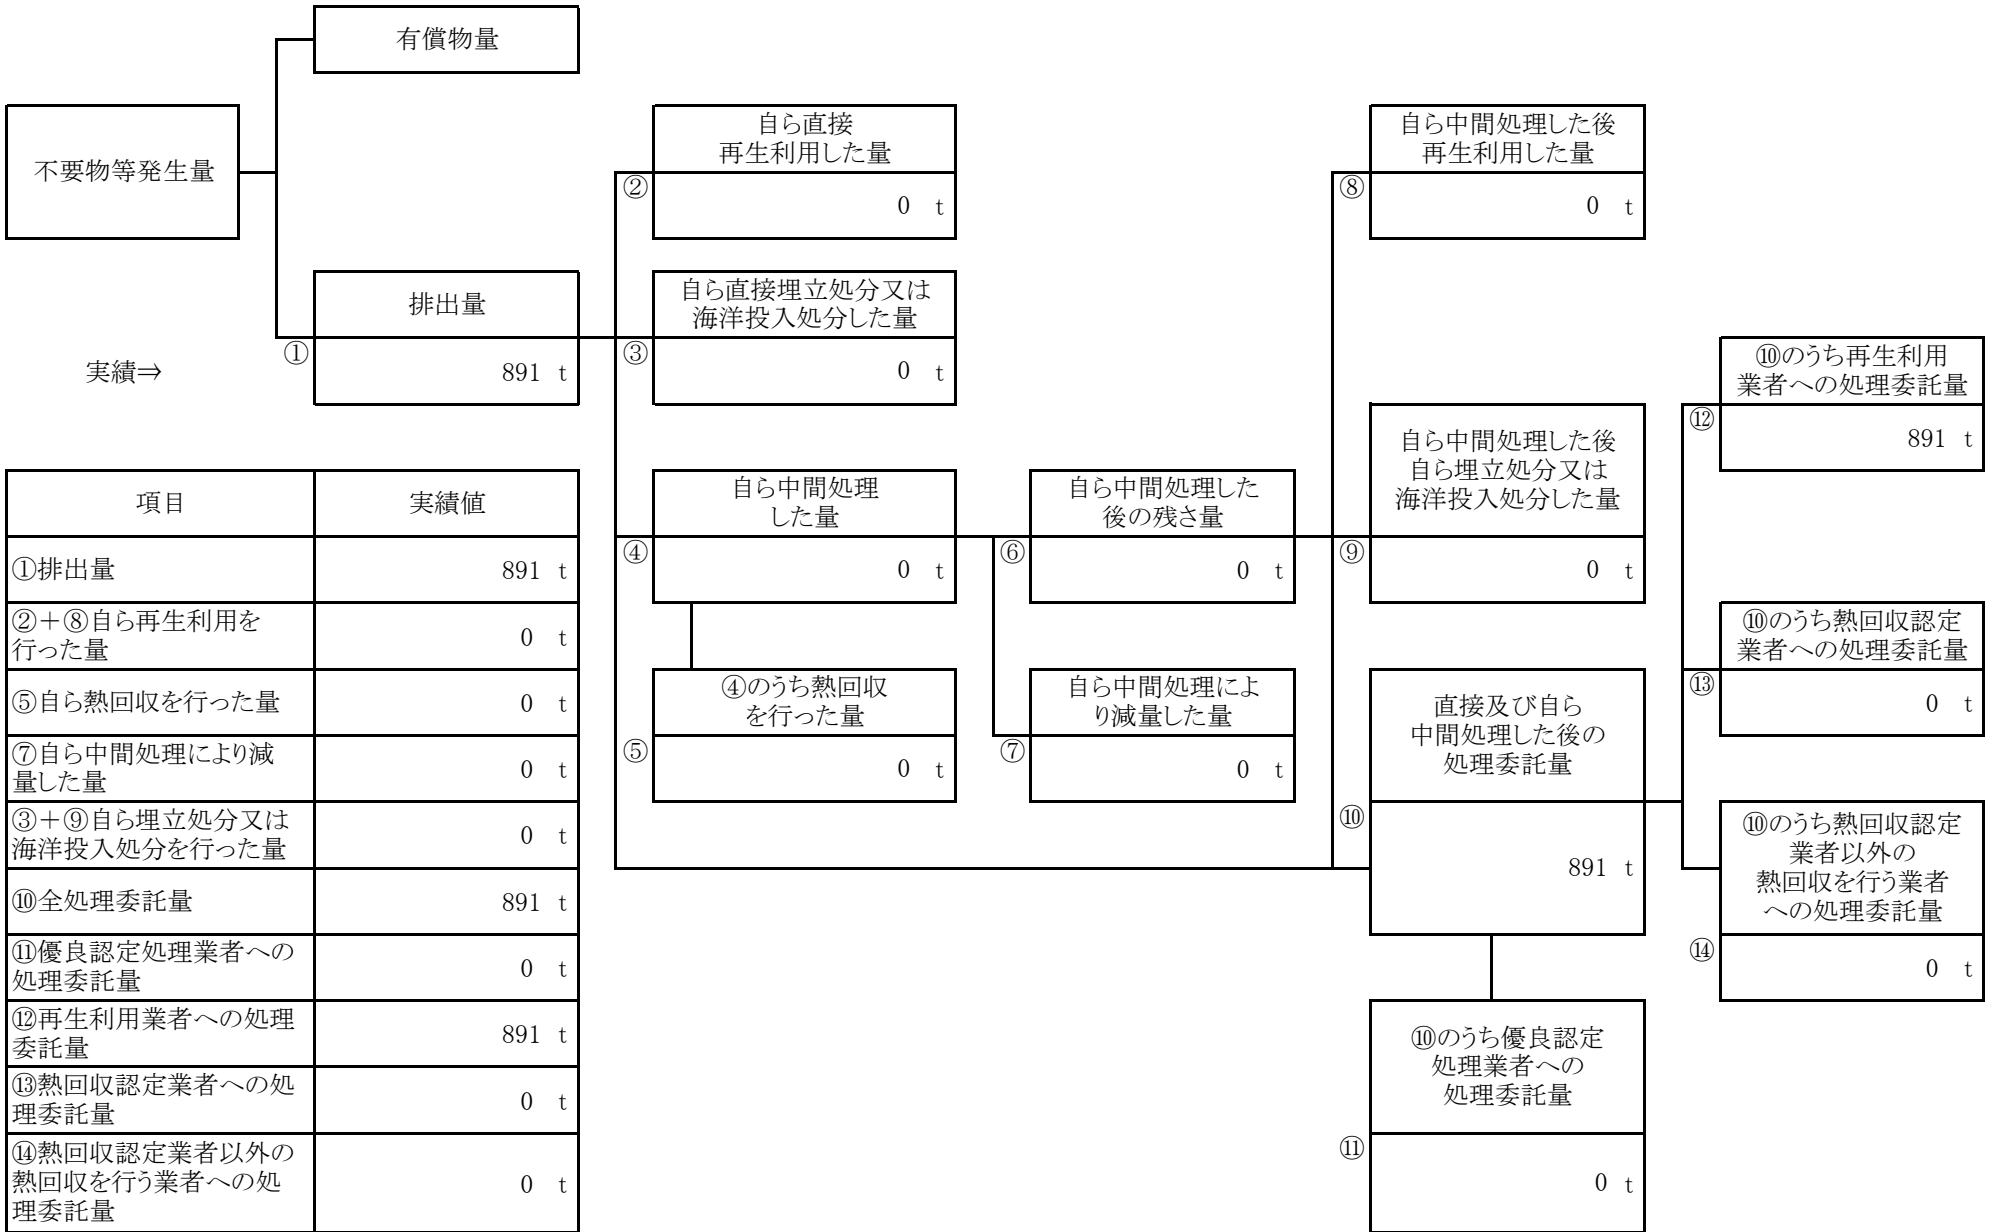 有償物量
不要物等発生量
自ら直接
再生利用した量
②
0 t
自ら中間処理した後
再生利用した量
⑧
0 t
排出量
①
891 t
実績⇒
自ら直接埋立処分又は
海洋投入処分した量
③
0 t
⑩のうち再生利用
業者への処理委託量
⑫
891 t
自ら中間処理
した量
④
0 t
自ら中間処理した
後の残さ量
⑥
0 t
自ら中間処理した後
自ら埋立処分又は
海洋投入処分した量
⑨
0 t
⑩のうち熱回収認定
業者への処理委託量
⑬
0 t
④のうち熱回収
を行った量
⑤
0 t
自ら中間処理によ
り減量した量
⑦
0 t
直接及び自ら
中間処理した後の
処理委託量
⑩
891 t
⑩のうち熱回収認定
業者以外の
熱回収を行う業者
への処理委託量
⑭
0 t
⑩のうち優良認定
処理業者への
処理委託量
⑪
0 t
項目 実績値
①排出量 891 t
②＋⑧自ら再生利用を
行った量 0 t
⑤自ら熱回収を行った量 0 t
⑦自ら中間処理により減
量した量 0 t
③＋⑨自ら埋立処分又は
海洋投入処分を行った量 0 t
⑩全処理委託量 891 t
⑪優良認定処理業者への
処理委託量 0 t
⑫再生利用業者への処理
委託量 891 t
⑬熱回収認定業者への処
理委託量 0 t
⑭熱回収認定業者以外の
熱回収を行う業者への処
理委託量 0 t